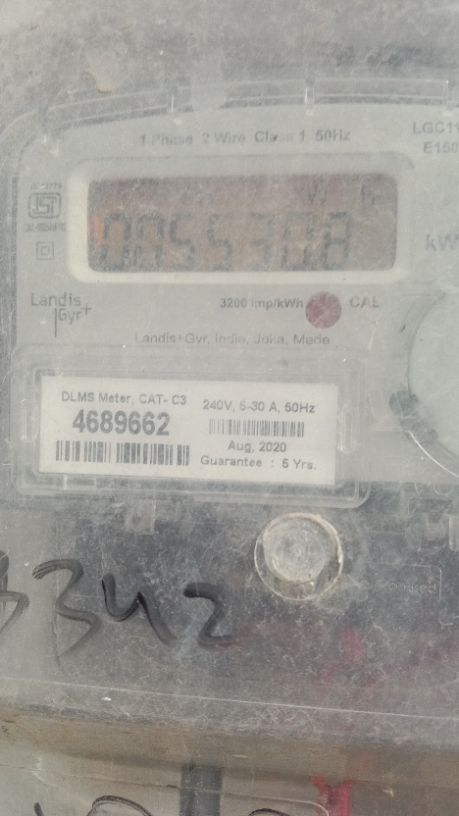 1 Phase 2 Wire Class 1 50Hz
LGC11
E150
kW
Landis
Gyr+
3200 imp/kWh
CAL
Landis+Gyr, India, Joka, Made
DLMS Meter, CAT- C3
4689662
240V, 5-30 A, 50Hz
Aug, 2020
Guarantee : 5 Yrs.
342